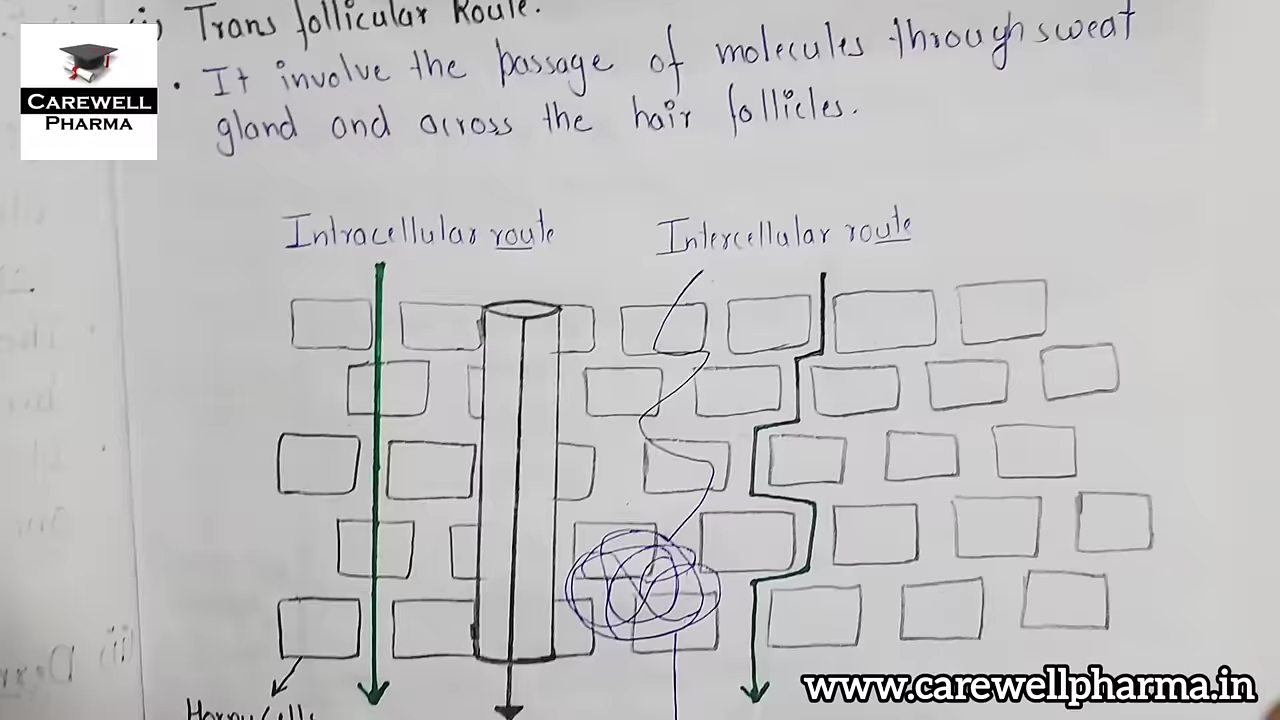 Trans follicular Route.
CAREWELL
PHARMA
• It involve the passage of molecules through sweat
gland and across the hair follicles.
Intracellular route
Intercellular route
www.carewellpharma.in